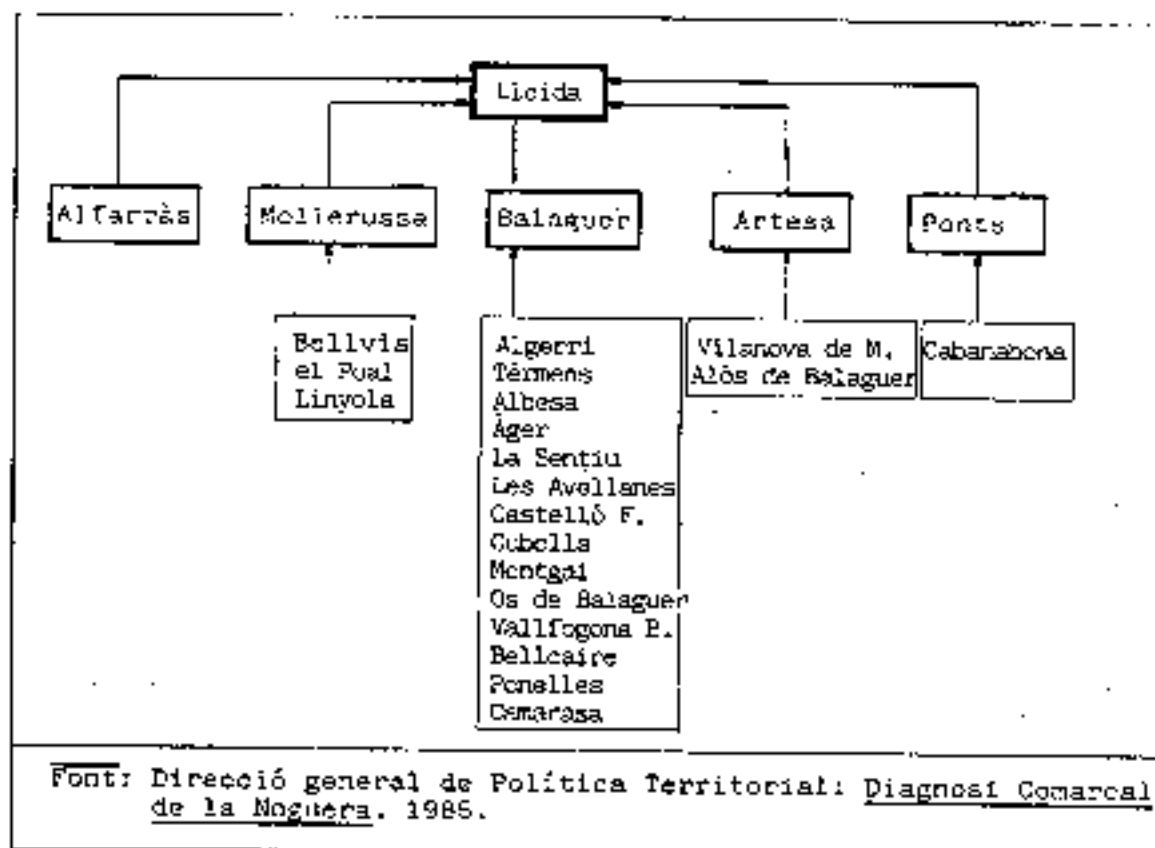 Lleida
Alfarràs
Mollerussa
Balaguer
Artesa
Ponts
Bellvis
el Poal
Linyola
Algerri
Tèrmens
Albesa
Àger
La Sentiu
Les Avellanes
Castelló F.
Cubells
Montgai
Os de Balaguer
Vallfogona B.
Bellcaire
Penelles
Camarasa
Vilanova de M.
Alòs de Balaguer
Cabanabona
Font: Direcció general de Política Territorial: Diagnosi Comarcal
de la Noguera. 1985.